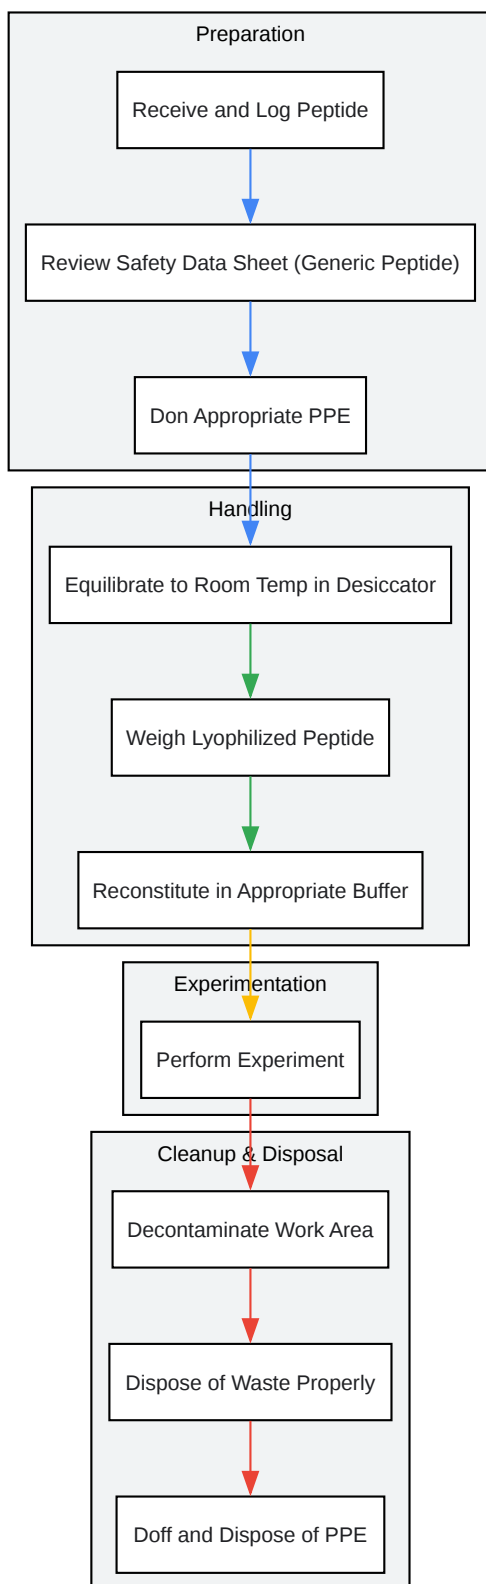 Preparation
Receive and Log Peptide
Review Safety Data Sheet (Generic Peptide)
Don Appropriate PPE
Handling
Equilibrate to Room Temp in Desiccator
Weigh Lyophilized Peptide
Reconstitute in Appropriate Buffer
Experimentation
Perform Experiment
Cleanup & Disposal
Decontaminate Work Area
Dispose of Waste Properly
Doff and Dispose of PPE